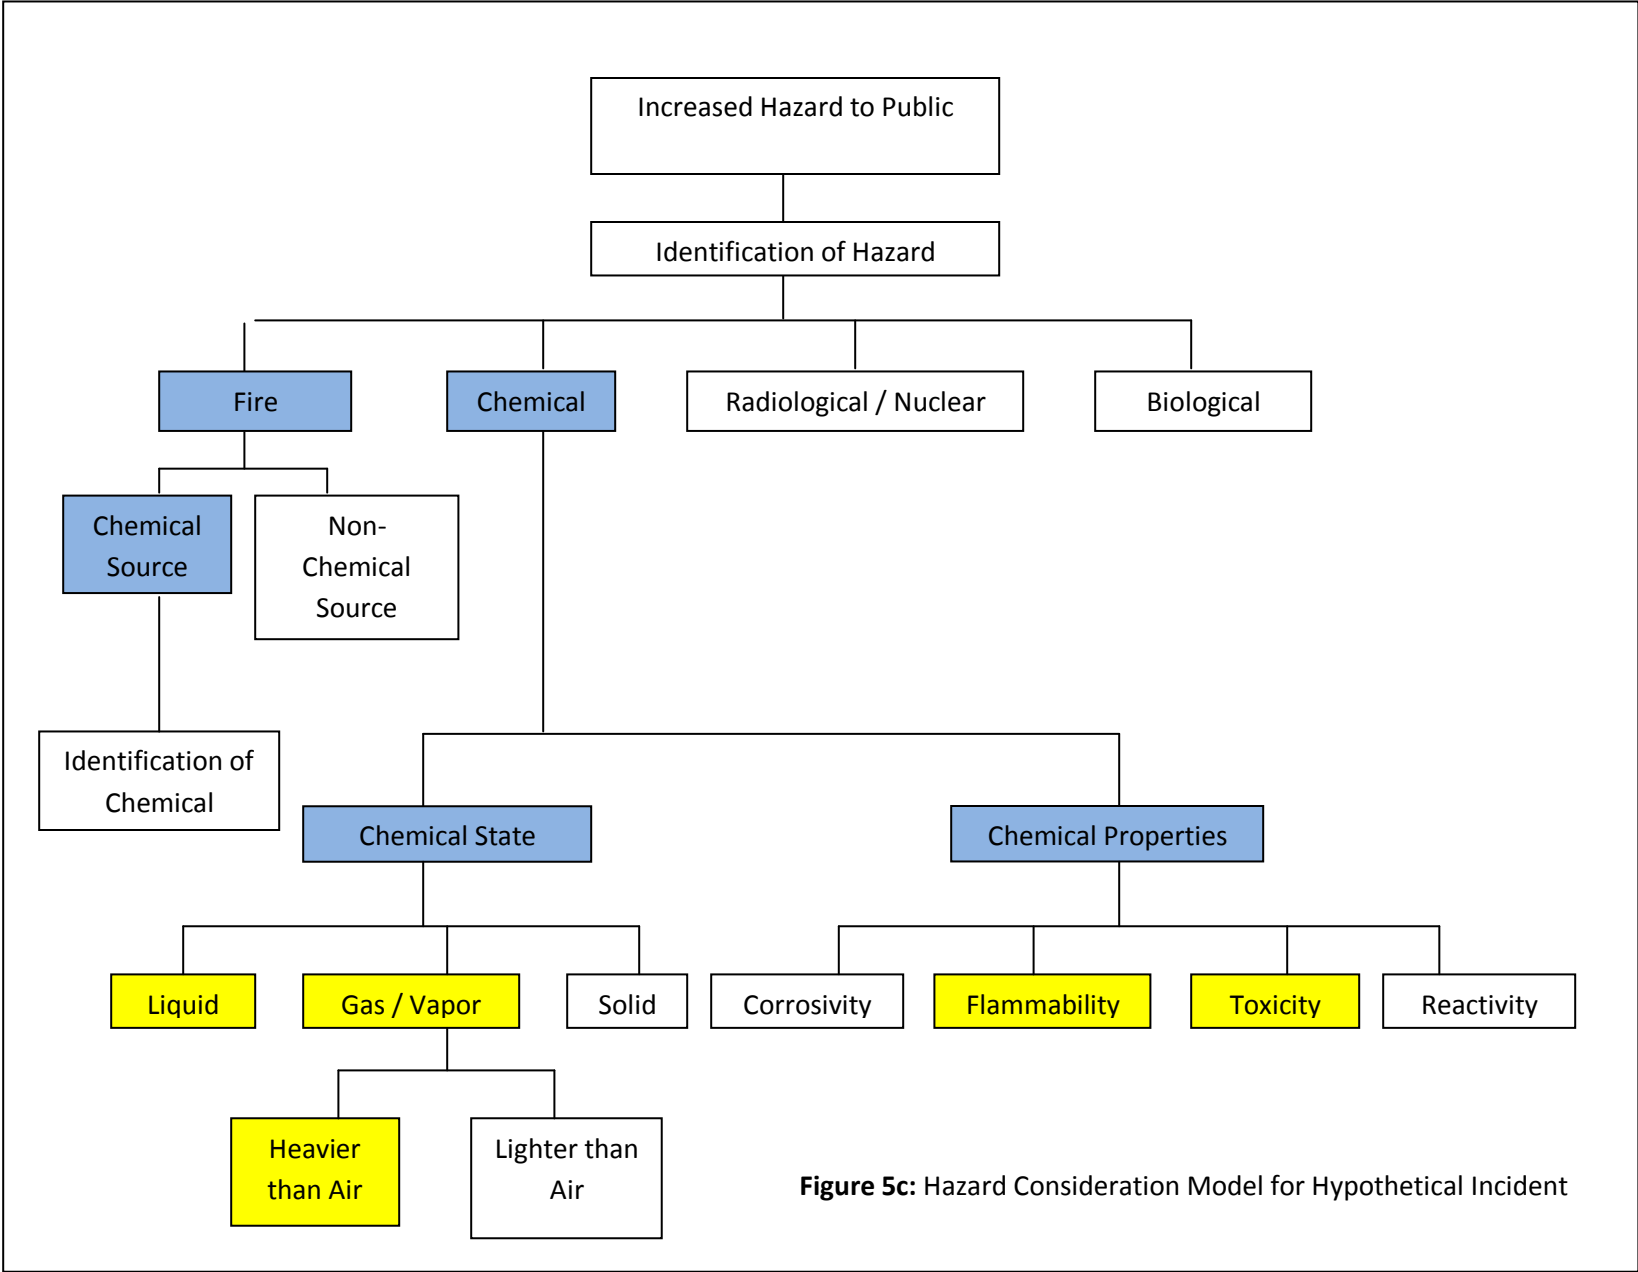 Increased Hazard to Public
Identification of Hazard
Fire
Chemical
Radiological / Nuclear
Biological
Chemical
Source
Non-
Chemical
Source
Identification of
Chemical
Chemical State
Chemical Properties
Liquid
Gas / Vapor
Solid
Corrosivity
Flammability
Toxicity
Reactivity
Heavier
than Air
Lighter than
Air
Figure 5c: Hazard Consideration Model for Hypothetical Incident